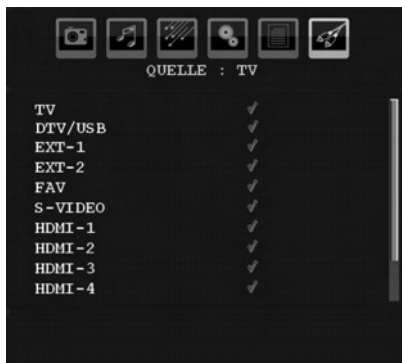 QUELLE : TV
TV
DTV/USB
EXT-1
EXT-2
FAV
S-VIDEO
HDMI-1
HDMI-2
HDMI-3
HDMI-4